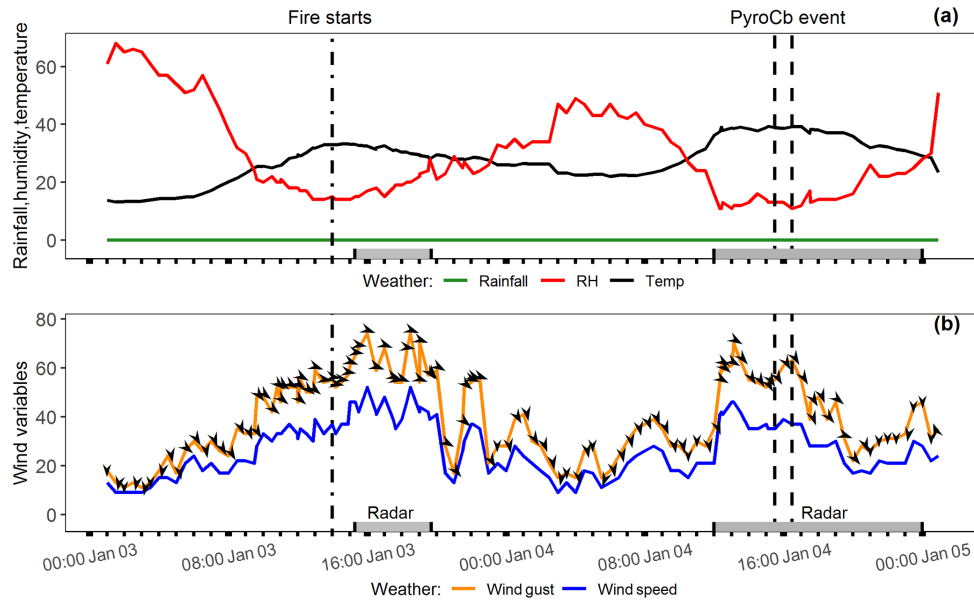 Fire starts PyroCb event (a)
Rainfall,humidity,temperature
60
40
20
0
Weather: Rainfall RH Temp
(b)
Wind variables
80
60
40
20
0
Radar Radar
00:00 Jan 03 08:00 Jan 03 16:00 Jan 03 00:00 Jan 04 08:00 Jan 04 16:00 Jan 04 00:00 Jan 05
Weather: Wind gust Wind speed